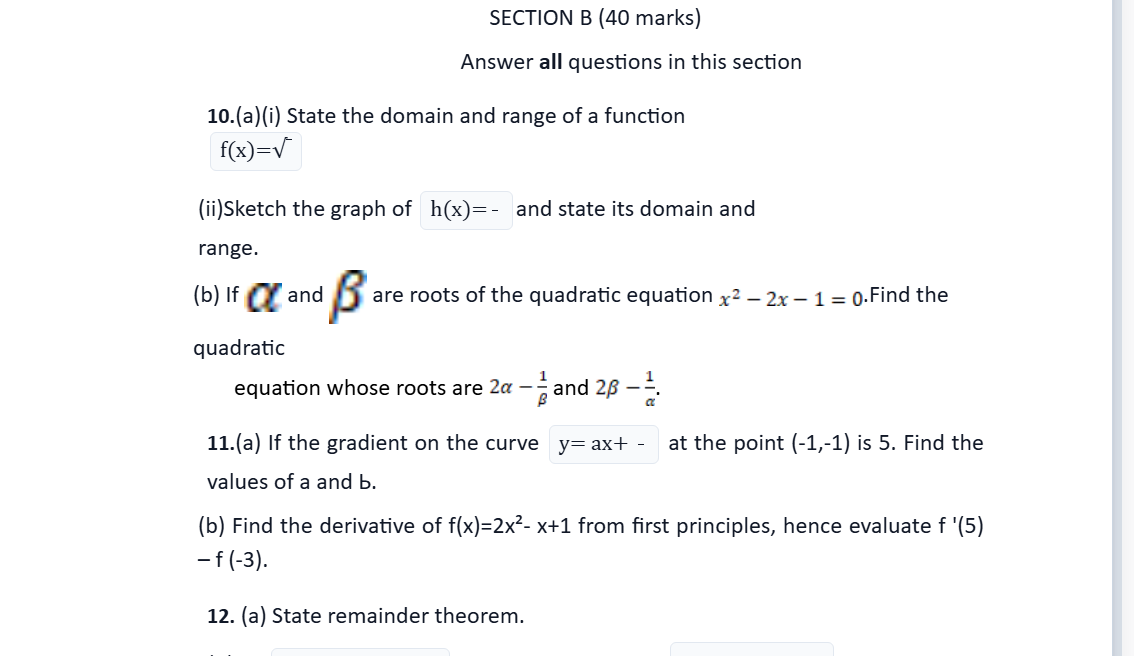 SECTION B (40 marks)
Answer all questions in this section
10.(a)(i) State the domain and range of a function
f(x)=√
(ii)Sketch the graph of h(x)= - and state its domain and
range.
(b) If α and β are roots of the quadratic equation x² − 2x − 1 = 0.Find the
quadratic
equation whose roots are 2α − 1/β and 2β − 1/α.
11.(a) If the gradient on the curve y= ax+ - at the point (-1,-1) is 5. Find the
values of a and b.
(b) Find the derivative of f(x)=2x²- x+1 from first principles, hence evaluate f '(5)
– f (-3).
12. (a) State remainder theorem.